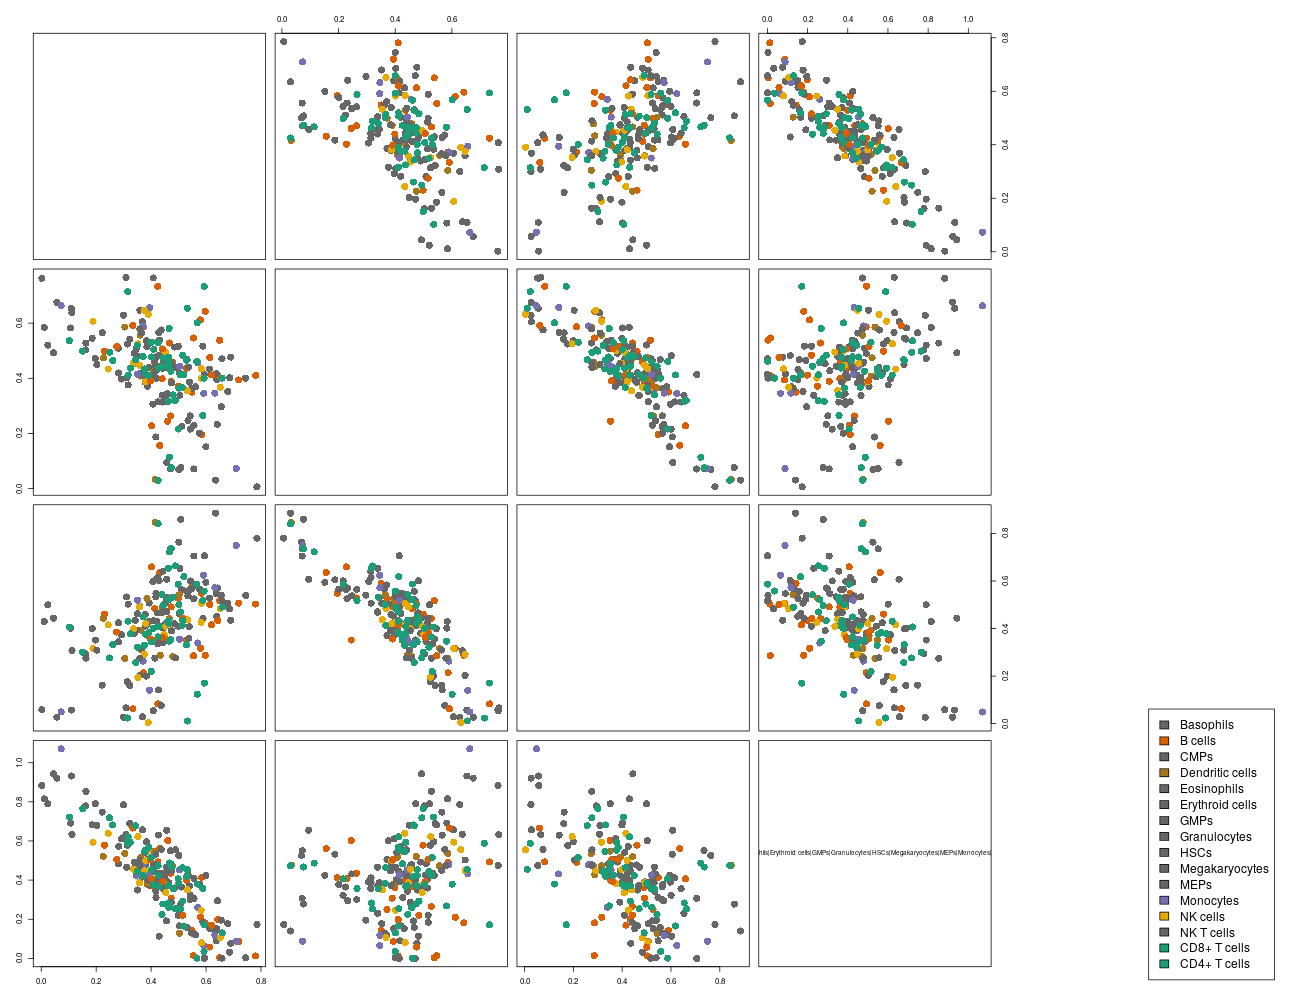 0.0 0.2 0.4 0.6
0.0 0.2 0.4 0.6 0.8 1.0
0.0 0.2 0.4 0.6 0.8
0.0 0.2 0.4 0.6
0.0 0.2 0.4 0.6 0.8
0.0 0.2 0.4 0.6 0.8 1.0
hils|Erythroid cells|GMPs|Granulocytes|HSCs|Megakaryocytes|MEPs|Monocytes|
0.0 0.2 0.4 0.6 0.8
0.0 0.2 0.4 0.6 0.8
Basophils
B cells
CMPs
Dendritic cells
Eosinophils
Erythroid cells
GMPs
Granulocytes
HSCs
Megakaryocytes
MEPs
Monocytes
NK cells
NK T cells
CD8+ T cells
CD4+ T cells